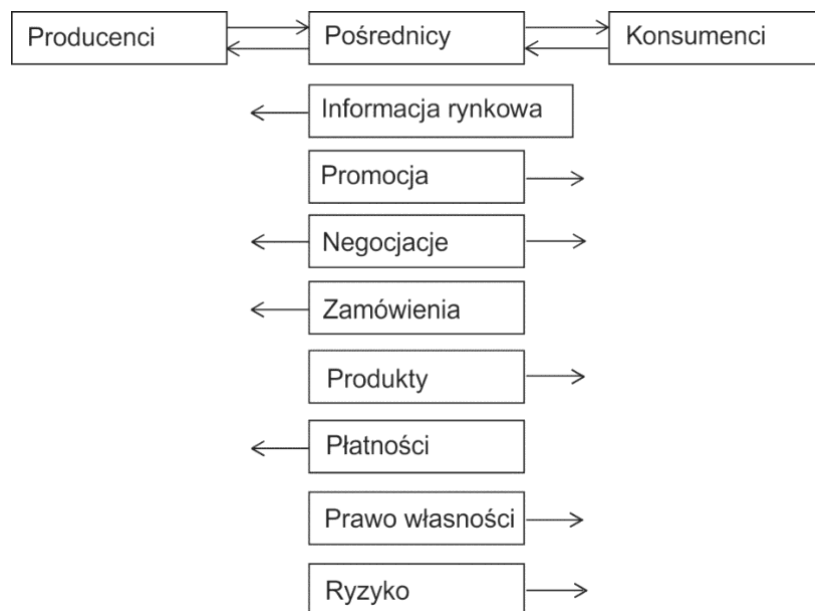 Producenci
Pośrednicy
Konsumenci
Informacja rynkowa
Promocja
Negocjacje
Zamówienia
Produkty
Płatności
Prawo własności
Ryzyko